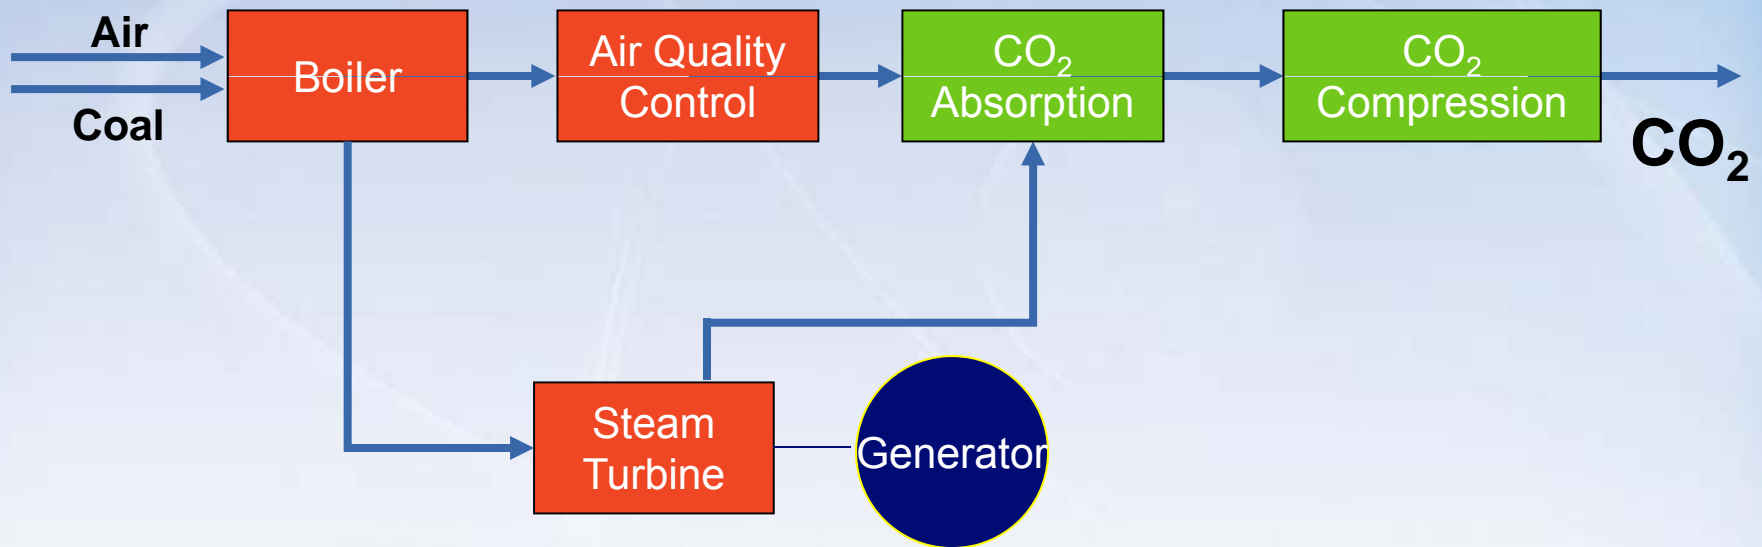 Air
Coal
Boiler
Air Quality
Control
CO₂
Absorption
CO₂
Compression
CO₂
Steam
Turbine
Generator